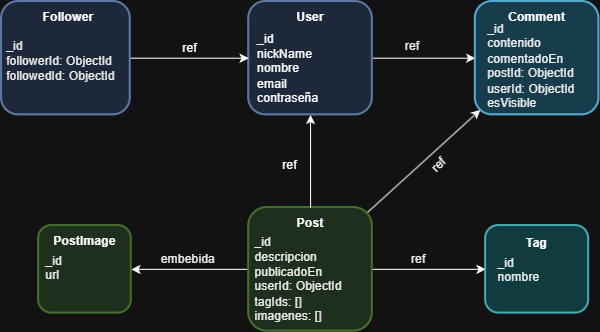 Follower
_id
followerId: ObjectId
followedId: ObjectId
ref
User
_id
nickName
nombre
email
contraseña
ref
Comment
_id
contenido
comentadoEn
postId: ObjectId
userId: ObjectId
esVisible
ref
ref
PostImage
_id
url
embebida
Post
_id
descripcion
publicadoEn
userId: ObjectId
tagIds: []
imagenes: []
ref
Tag
_id
nombre